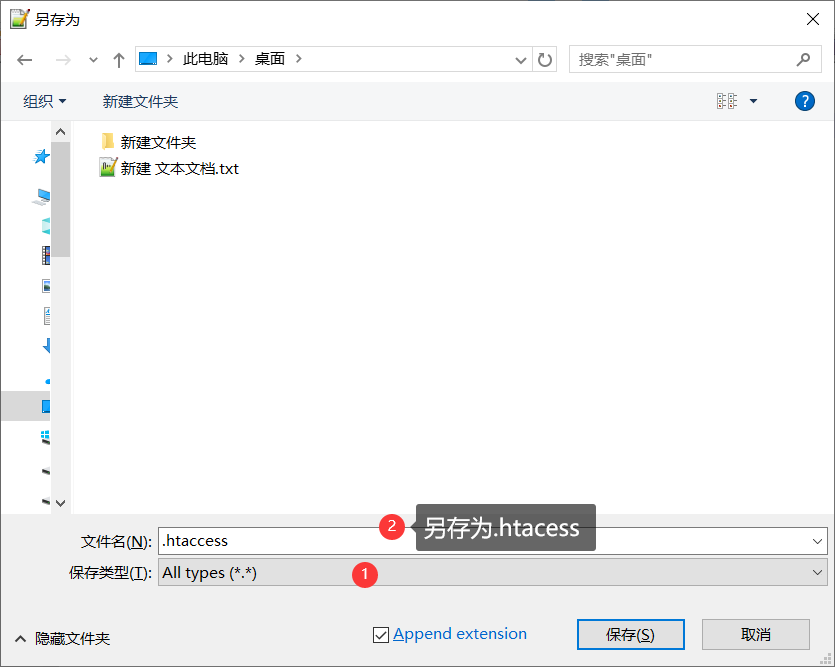 另存为
此电脑
桌面
搜索"桌面"
组织
新建文件夹
?
新建文件夹
新建 文本文档.txt
2
另存为.htacess
文件名(N):
.htaccess
保存类型(T):
All types (*.*)
1
隐藏文件夹
Append extension
保存(S)
取消